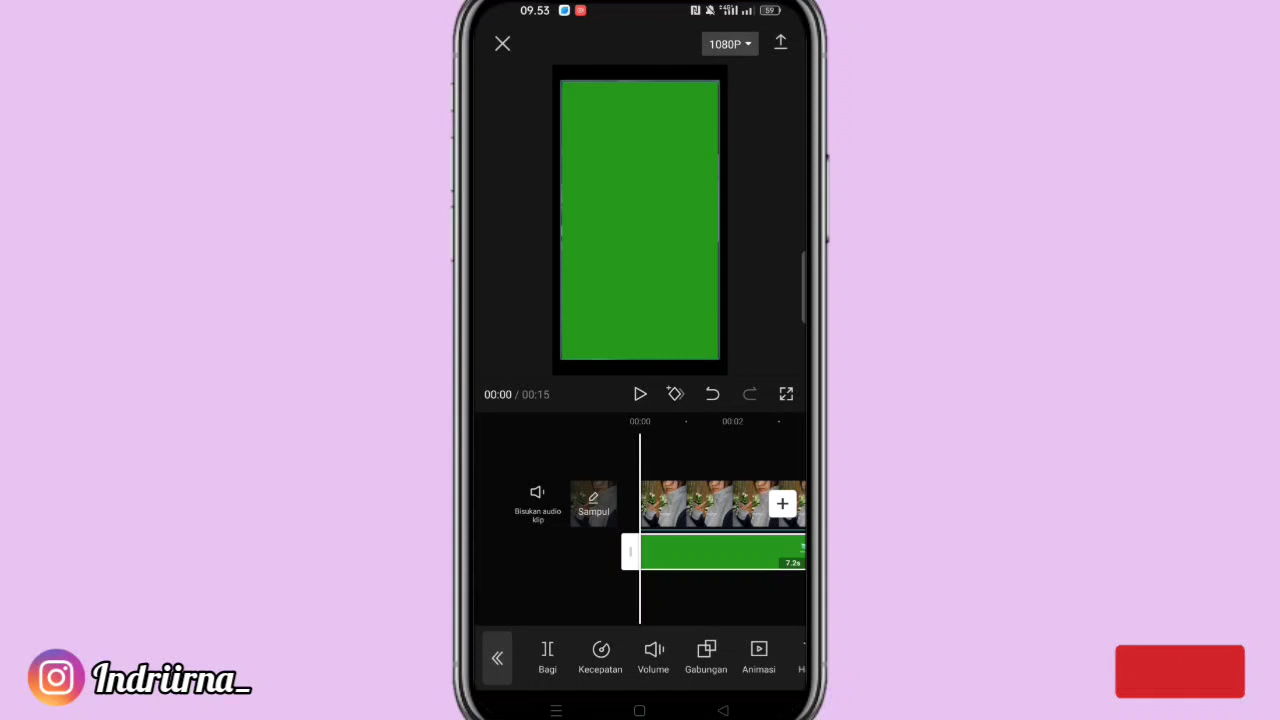 09.53
59
1080P
00:00 / 00:15
00:00
00:02
Bisukan audio
klip
Sampul
7.2s
Bagi
Kecepatan
Volume
Gabungan
Animasi
H
Indriirna_